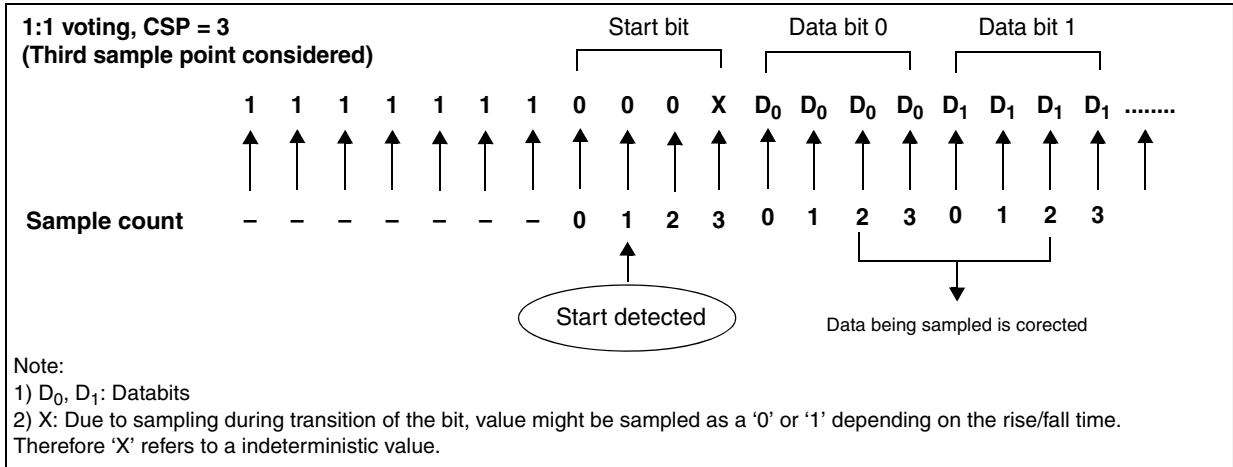 1:1 voting, CSP = 3
(Third sample point considered)
Start bit Data bit 0 Data bit 1
1 1 1 1 1 1 1 0 0 0 X D0 D0 D0 D0 D1 D1 D1 D1 ........
Sample count – – – – – – – 0 1 2 3 0 1 2 3 0 1 2 3
Start detected
Data being sampled is corected
Note:
1) D0, D1: Databits
2) X: Due to sampling during transition of the bit, value might be sampled as a ‘0’ or ‘1’ depending on the rise/fall time.
Therefore ‘X’ refers to a indeterministic value.